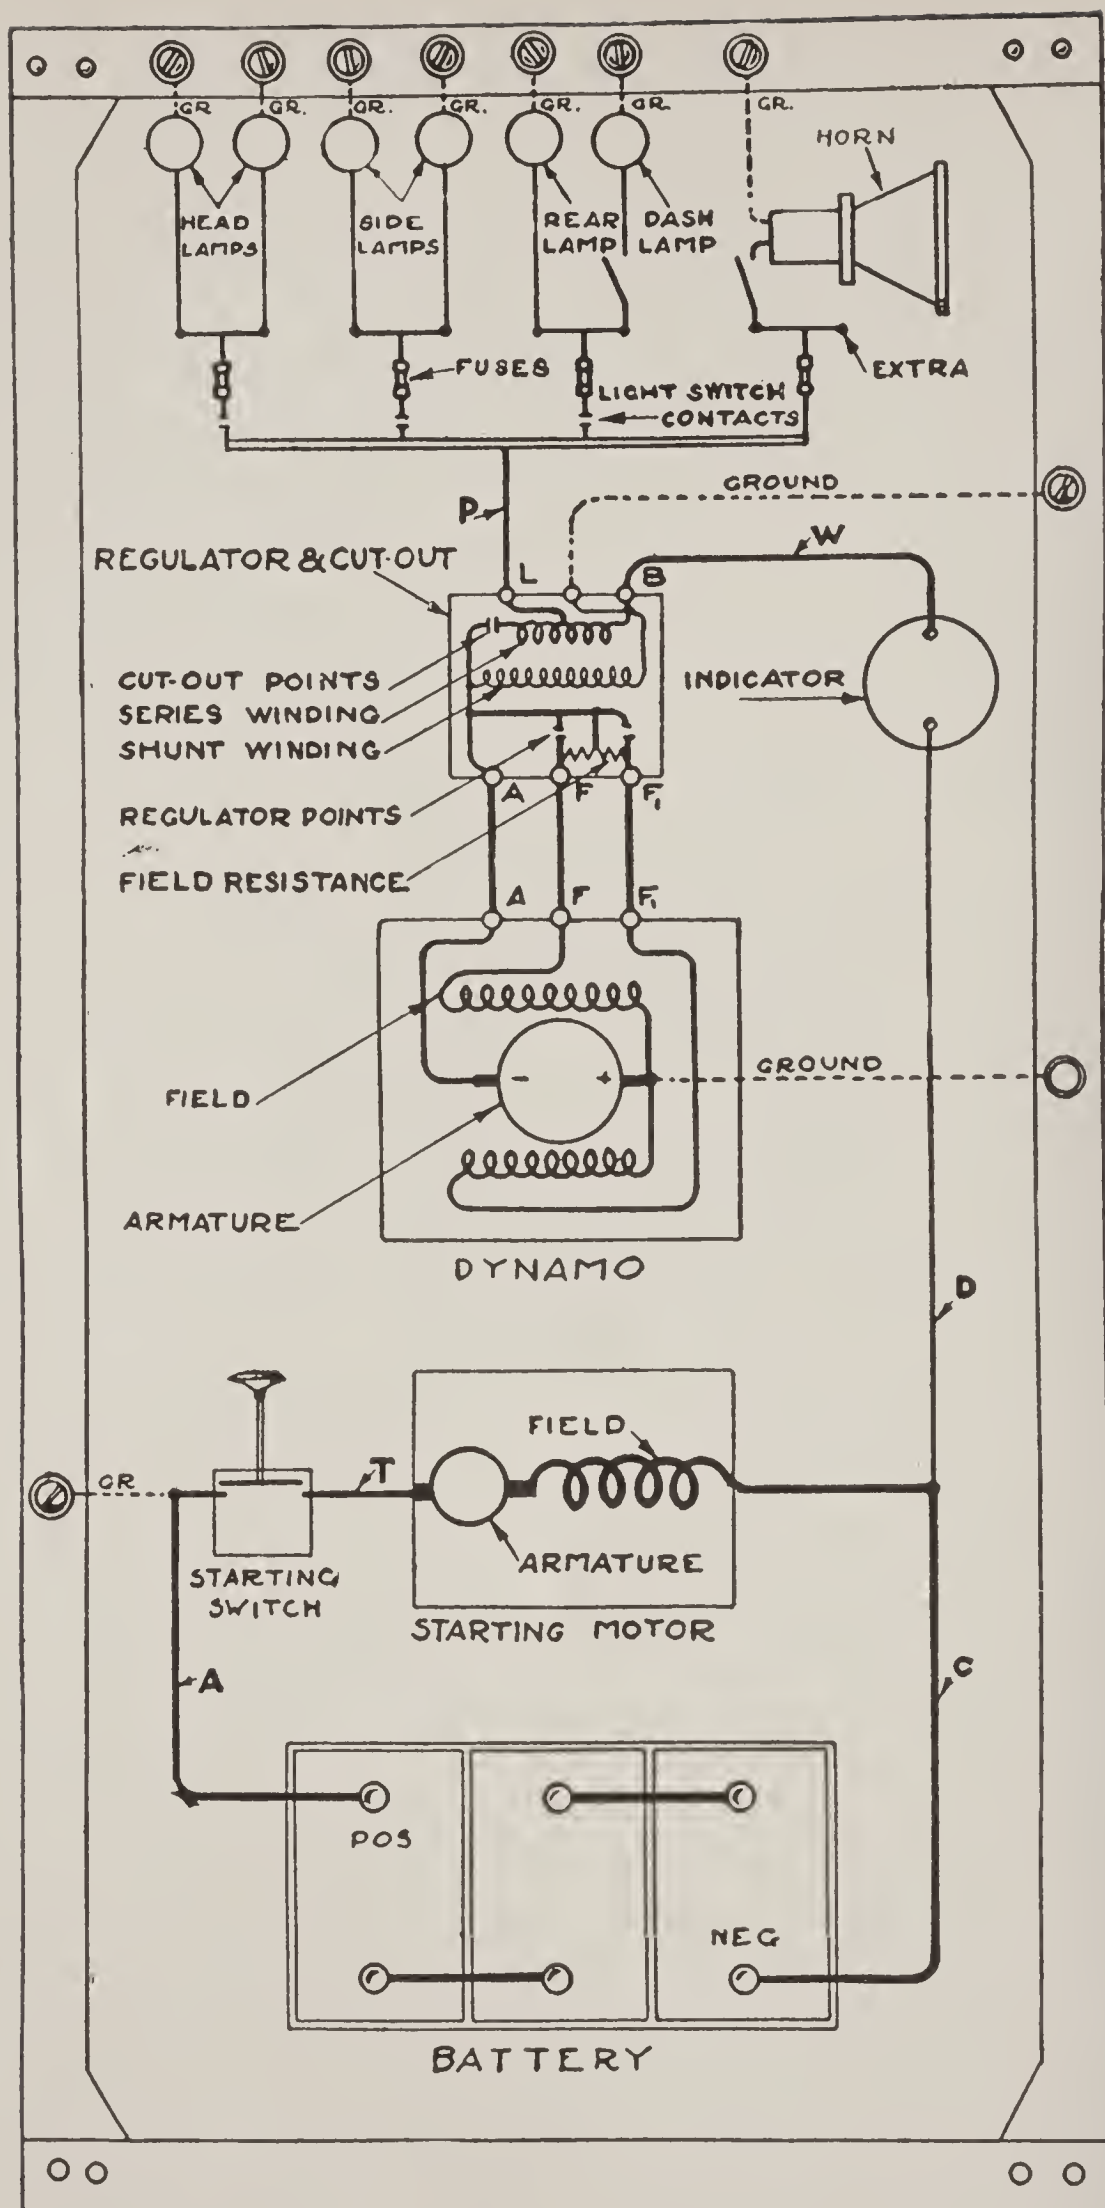 GR.
GR.
GR.
GR.
GR.
GR.
GR.
HORN
HEAD
LAMPS
SIDE
LAMPS
REAR
LAMP
DASH
LAMP
FUSES
EXTRA
LIGHT SWITCH
CONTACTS
GROUND
P
W
REGULATOR & CUT-OUT
L
B
CUT-OUT POINTS
SERIES WINDING
SHUNT WINDING
INDICATOR
A
F
F1
REGULATOR POINTS
FIELD RESISTANCE
A
F
F1
-
+
GROUND
FIELD
ARMATURE
DYNAMO
D
FIELD
GR
T
ARMATURE
STARTING
SWITCH
STARTING MOTOR
A
C
POS
NEG
BATTERY